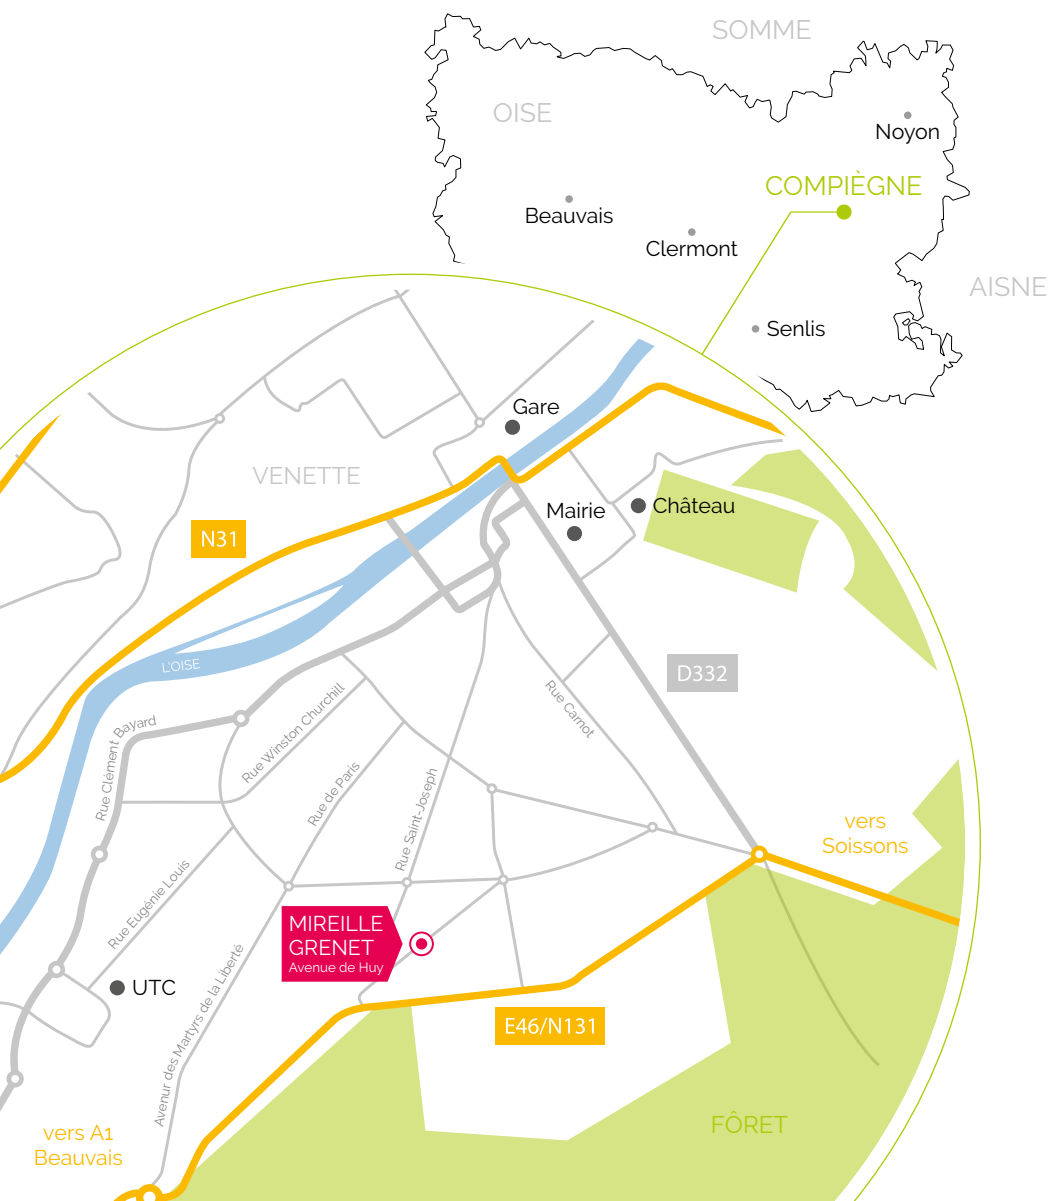 SOMME
OISE
Noyon
COMPIÈGNE
Beauvais
Clermont
AISNE
Senlis
Gare
VENETTE
Mairie
Château
N31
L'OISE
D332
Rue Carnot
Rue Clément Bayard
Rue Winston Churchill
Rue de Paris
Rue Saint-Joseph
vers
Soissons
Rue Eugénie Louis
MIREILLE
GRENET
Avenue de Huy
UTC
Avenur des Martyrs de la Liberté
E46/N131
FÔRET
vers A1
Beauvais